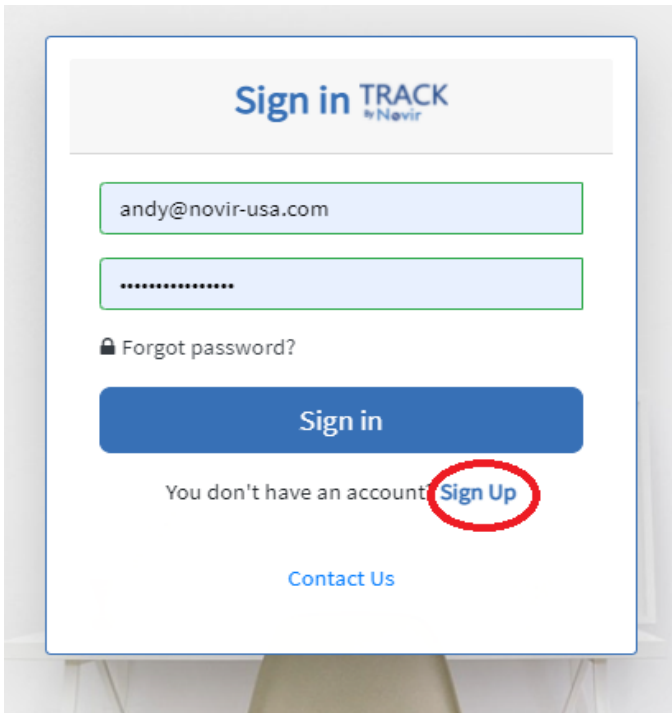 Sign in TRACK
By Novir
andy@novir-usa.com
••••••••••••••••
Forgot password?
Sign in
You don't have an account? Sign Up
Contact Us